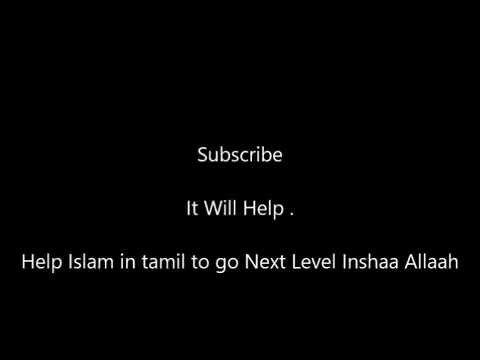 Subscribe
It Will Help .
Help Islam in tamil to go Next Level Inshaa Allaah